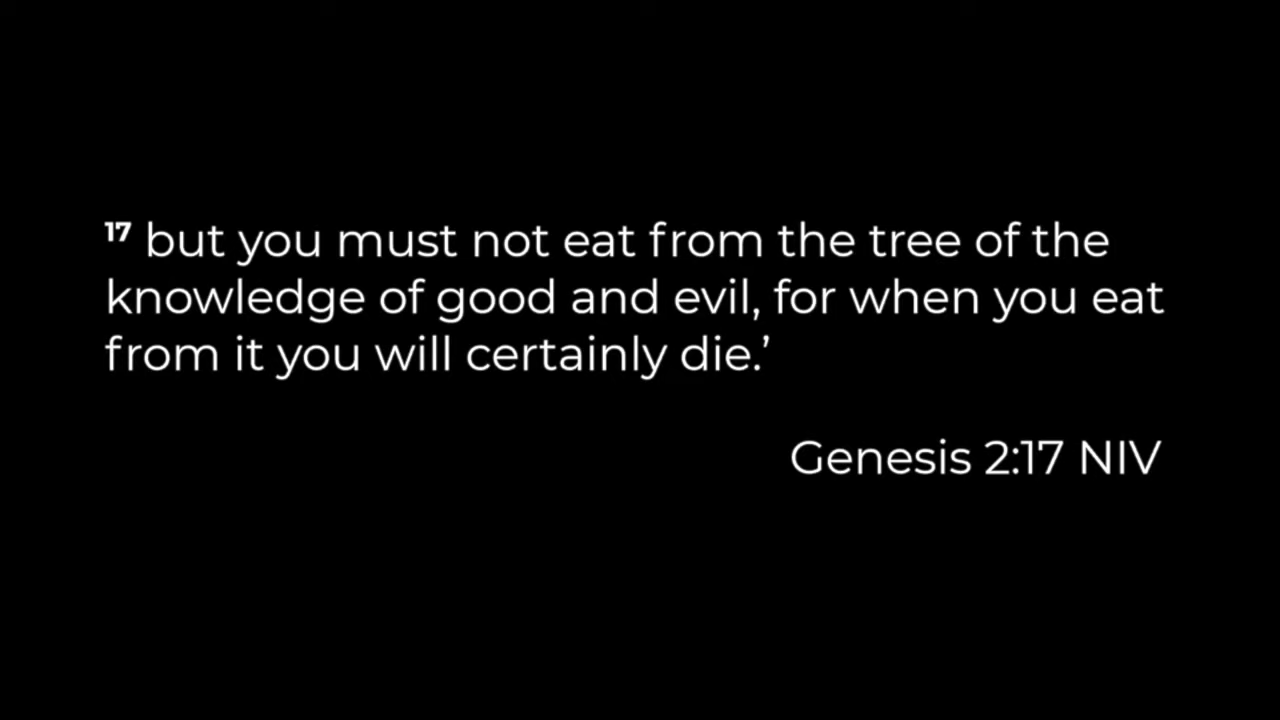 17 but you must not eat from the tree of the
knowledge of good and evil, for when you eat
from it you will certainly die.’
Genesis 2:17 NIV